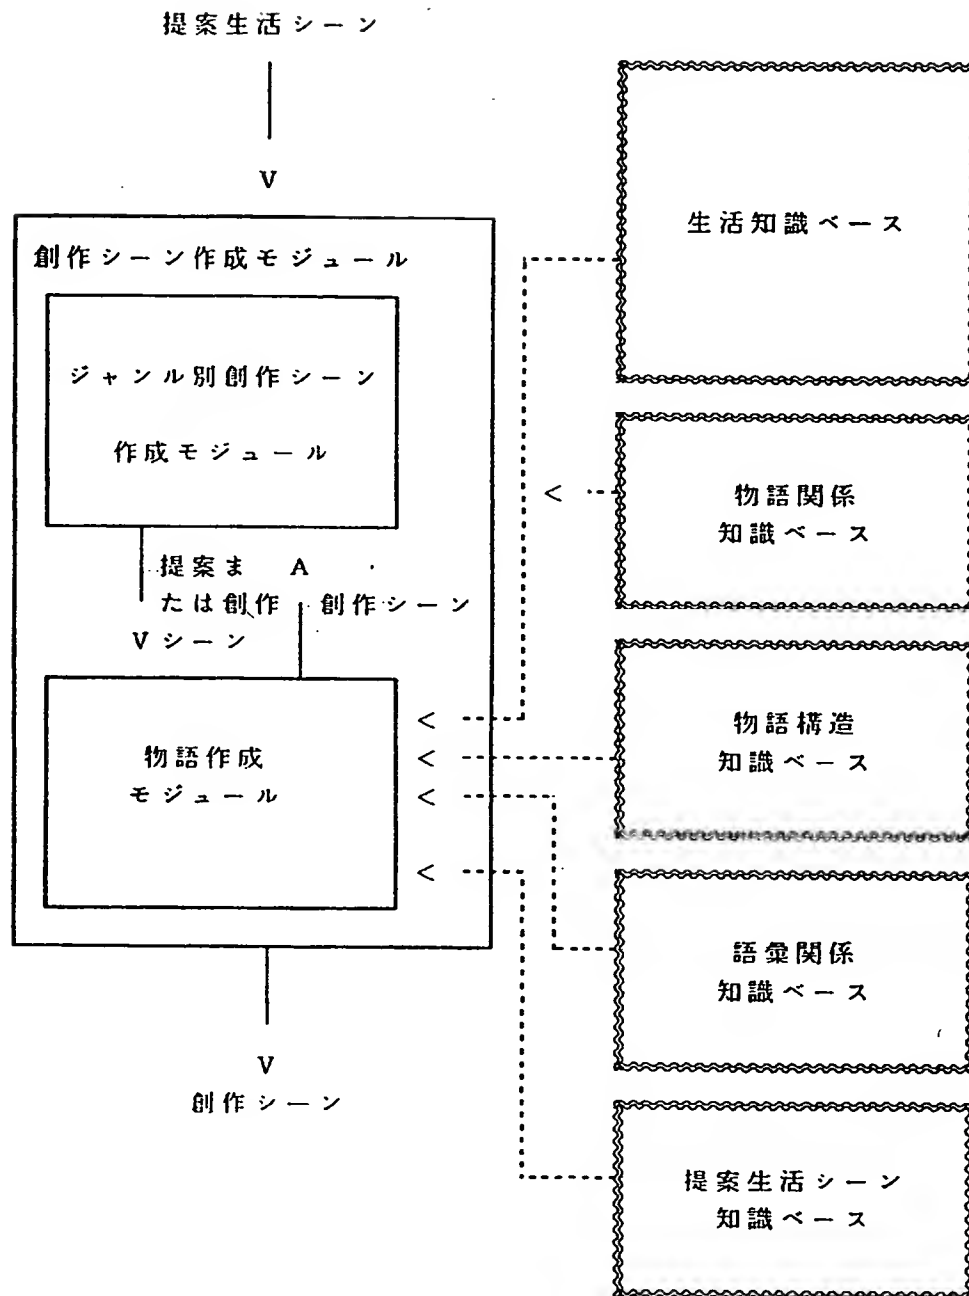 提案生活シーン
V
創作シーン作成モジュール
ジャンル別創作シーン
作成モジュール
提案ま
たは創作
V シーン
A
創作シーン
物語作成
モジュール
<
<
<
<
V
創作シーン
生活知識ベース
<
物語関係
知識ベース
物語構造
知識ベース
語彙関係
知識ベース
提案生活シーン
知識ベース